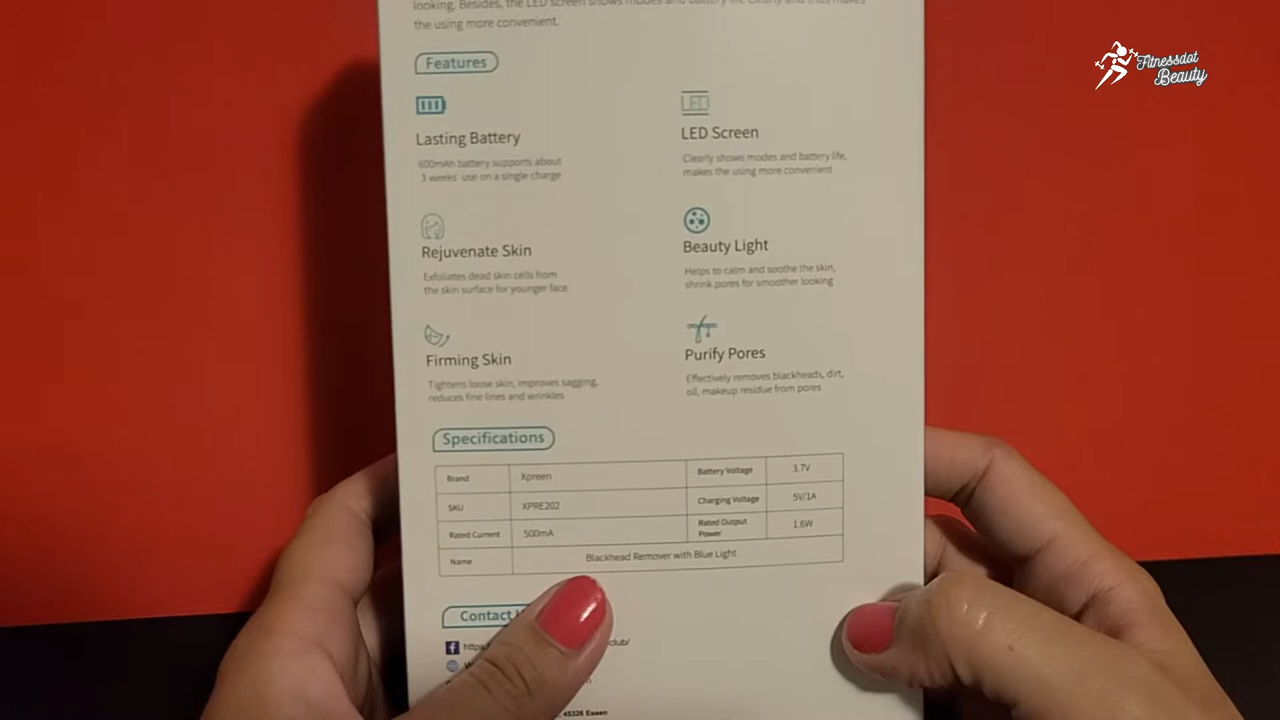 looking. Besides, the LED screen shows modes and battery life Clearly and thus makes
the using more convenient.
Fitnessdot
Beauty
Features
Lasting Battery
600mAh battery supports about
3 weeks' use on a single charge
LED
LED Screen
Clearly shows modes and battery life,
makes the using more convenient
Rejuvenate Skin
Exfoliates dead skin cells from
the skin surface for younger face
Beauty Light
Helps to calm and soothe the skin,
shrink pores for smoother looking
Firming Skin
Tightens loose skin, improves sagging,
reduces fine lines and wrinkles
Purify Pores
Effectively removes blackheads, dirt,
oil, makeup residue from pores
Specifications
Brand Xpreen Battery Voltage 3.7V
SKU XPRE202 Charging Voltage 5V/1A
Rated Current 500mA Rated Output
Power 1.6W
Name Blackhead Remover with Blue Light
Contact
club/
45326 Essen